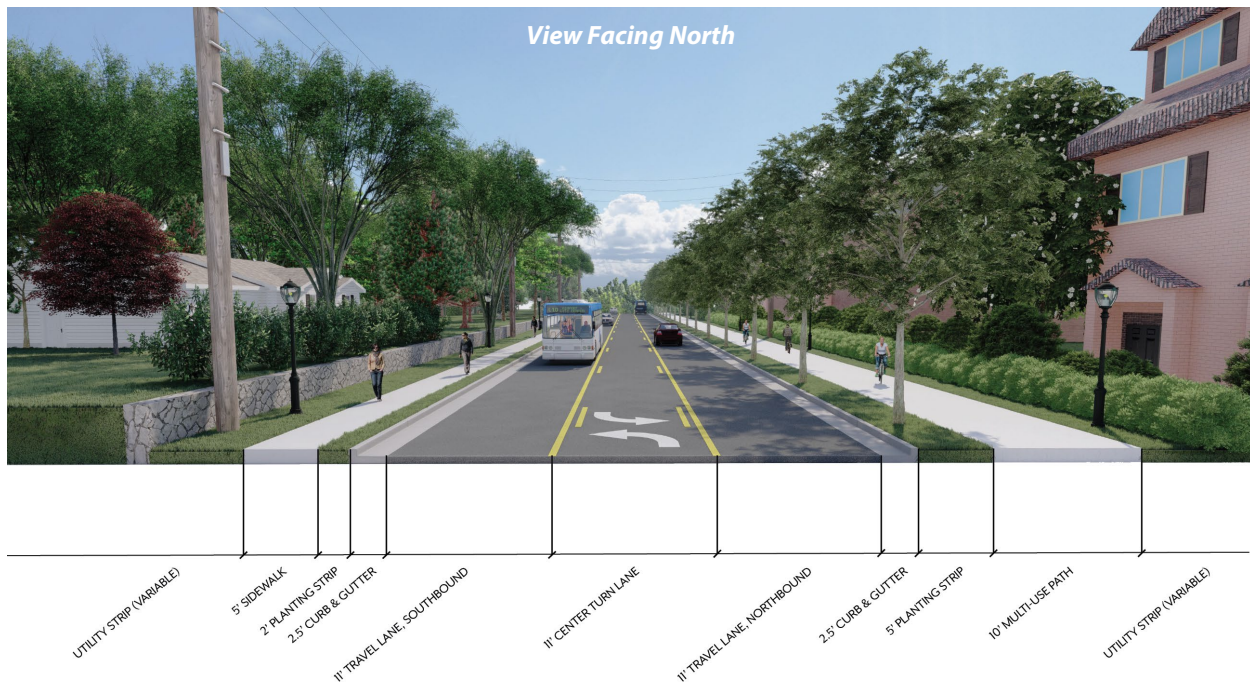 View Facing North
UTILITY STRIP (VARIABLE)
5' SIDEWALK
2' PLANTING STRIP
2.5' CURB & GUTTER
11' TRAVEL LANE, SOUTHBOUND
11' CENTER TURN LANE
11' TRAVEL LANE, NORTHBOUND
2.5' CURB & GUTTER
5' PLANTING STRIP
10' MULTI-USE PATH
UTILITY STRIP (VARIABLE)